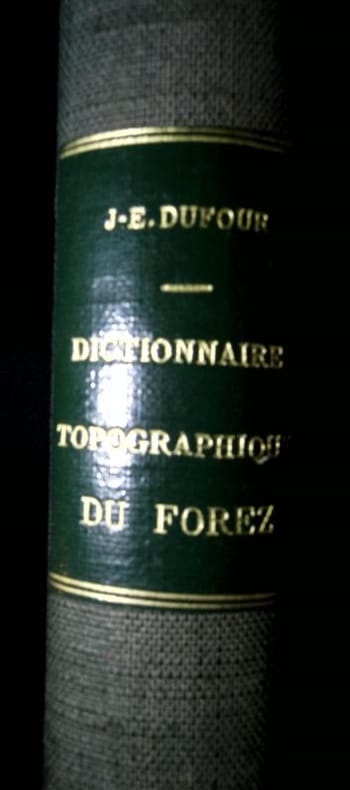 J-E. DUFOUR
DICTIONNAIRE
TOPOGRAPHIQU
DU FOREZ